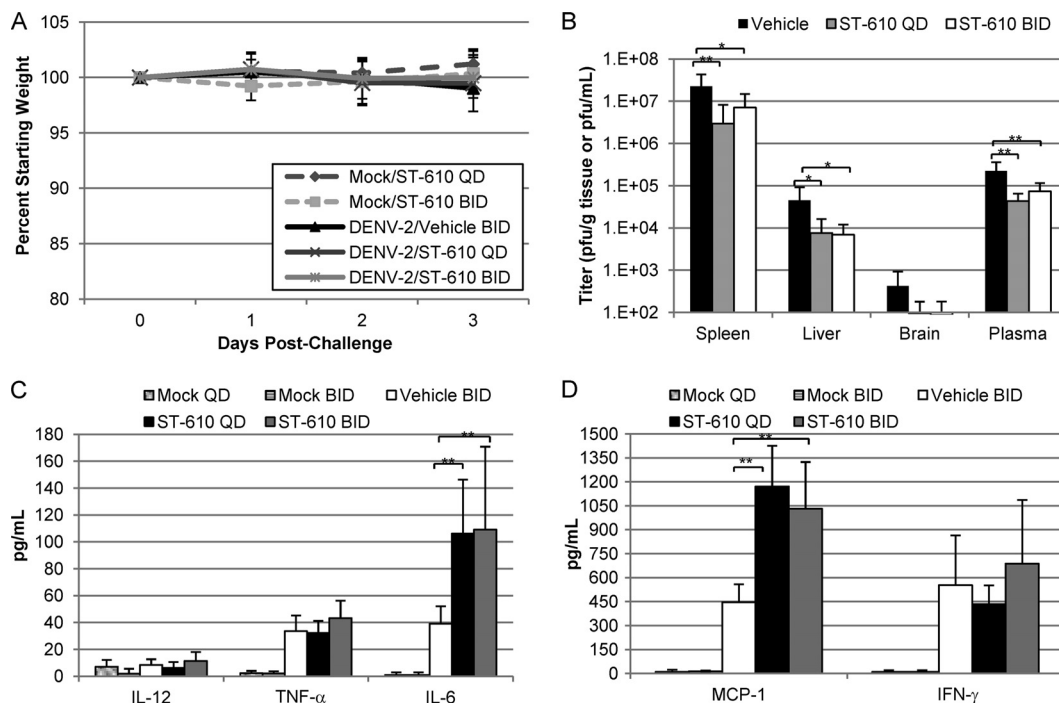 A
Percent Starting Weight
105
100
95
90
85
80
Mock/ST-610 QD
Mock/ST-610 BID
DENV-2/Vehicle BID
DENV-2/ST-610 QD
DENV-2/ST-610 BID
0 1 2 3
Days Post-Challenge
B
Vehicle ST-610 QD ST-610 BID
Titer (pfu/g tissue or pfu/mL)
1.E+08
1.E+07
1.E+06
1.E+05
1.E+04
1.E+03
1.E+02
*
**
*
*
**
**
Spleen Liver Brain Plasma
C
Mock QD Mock BID Vehicle BID
ST-610 QD ST-610 BID
pg/mL
180
160
140
120
100
80
60
40
20
0
**
**
IL-12 TNF-α IL-6
D
Mock QD Mock BID Vehicle BID
ST-610 QD ST-610 BID
pg/mL
1500
1350
1200
1050
900
750
600
450
300
150
0
**
**
MCP-1 IFN-γ